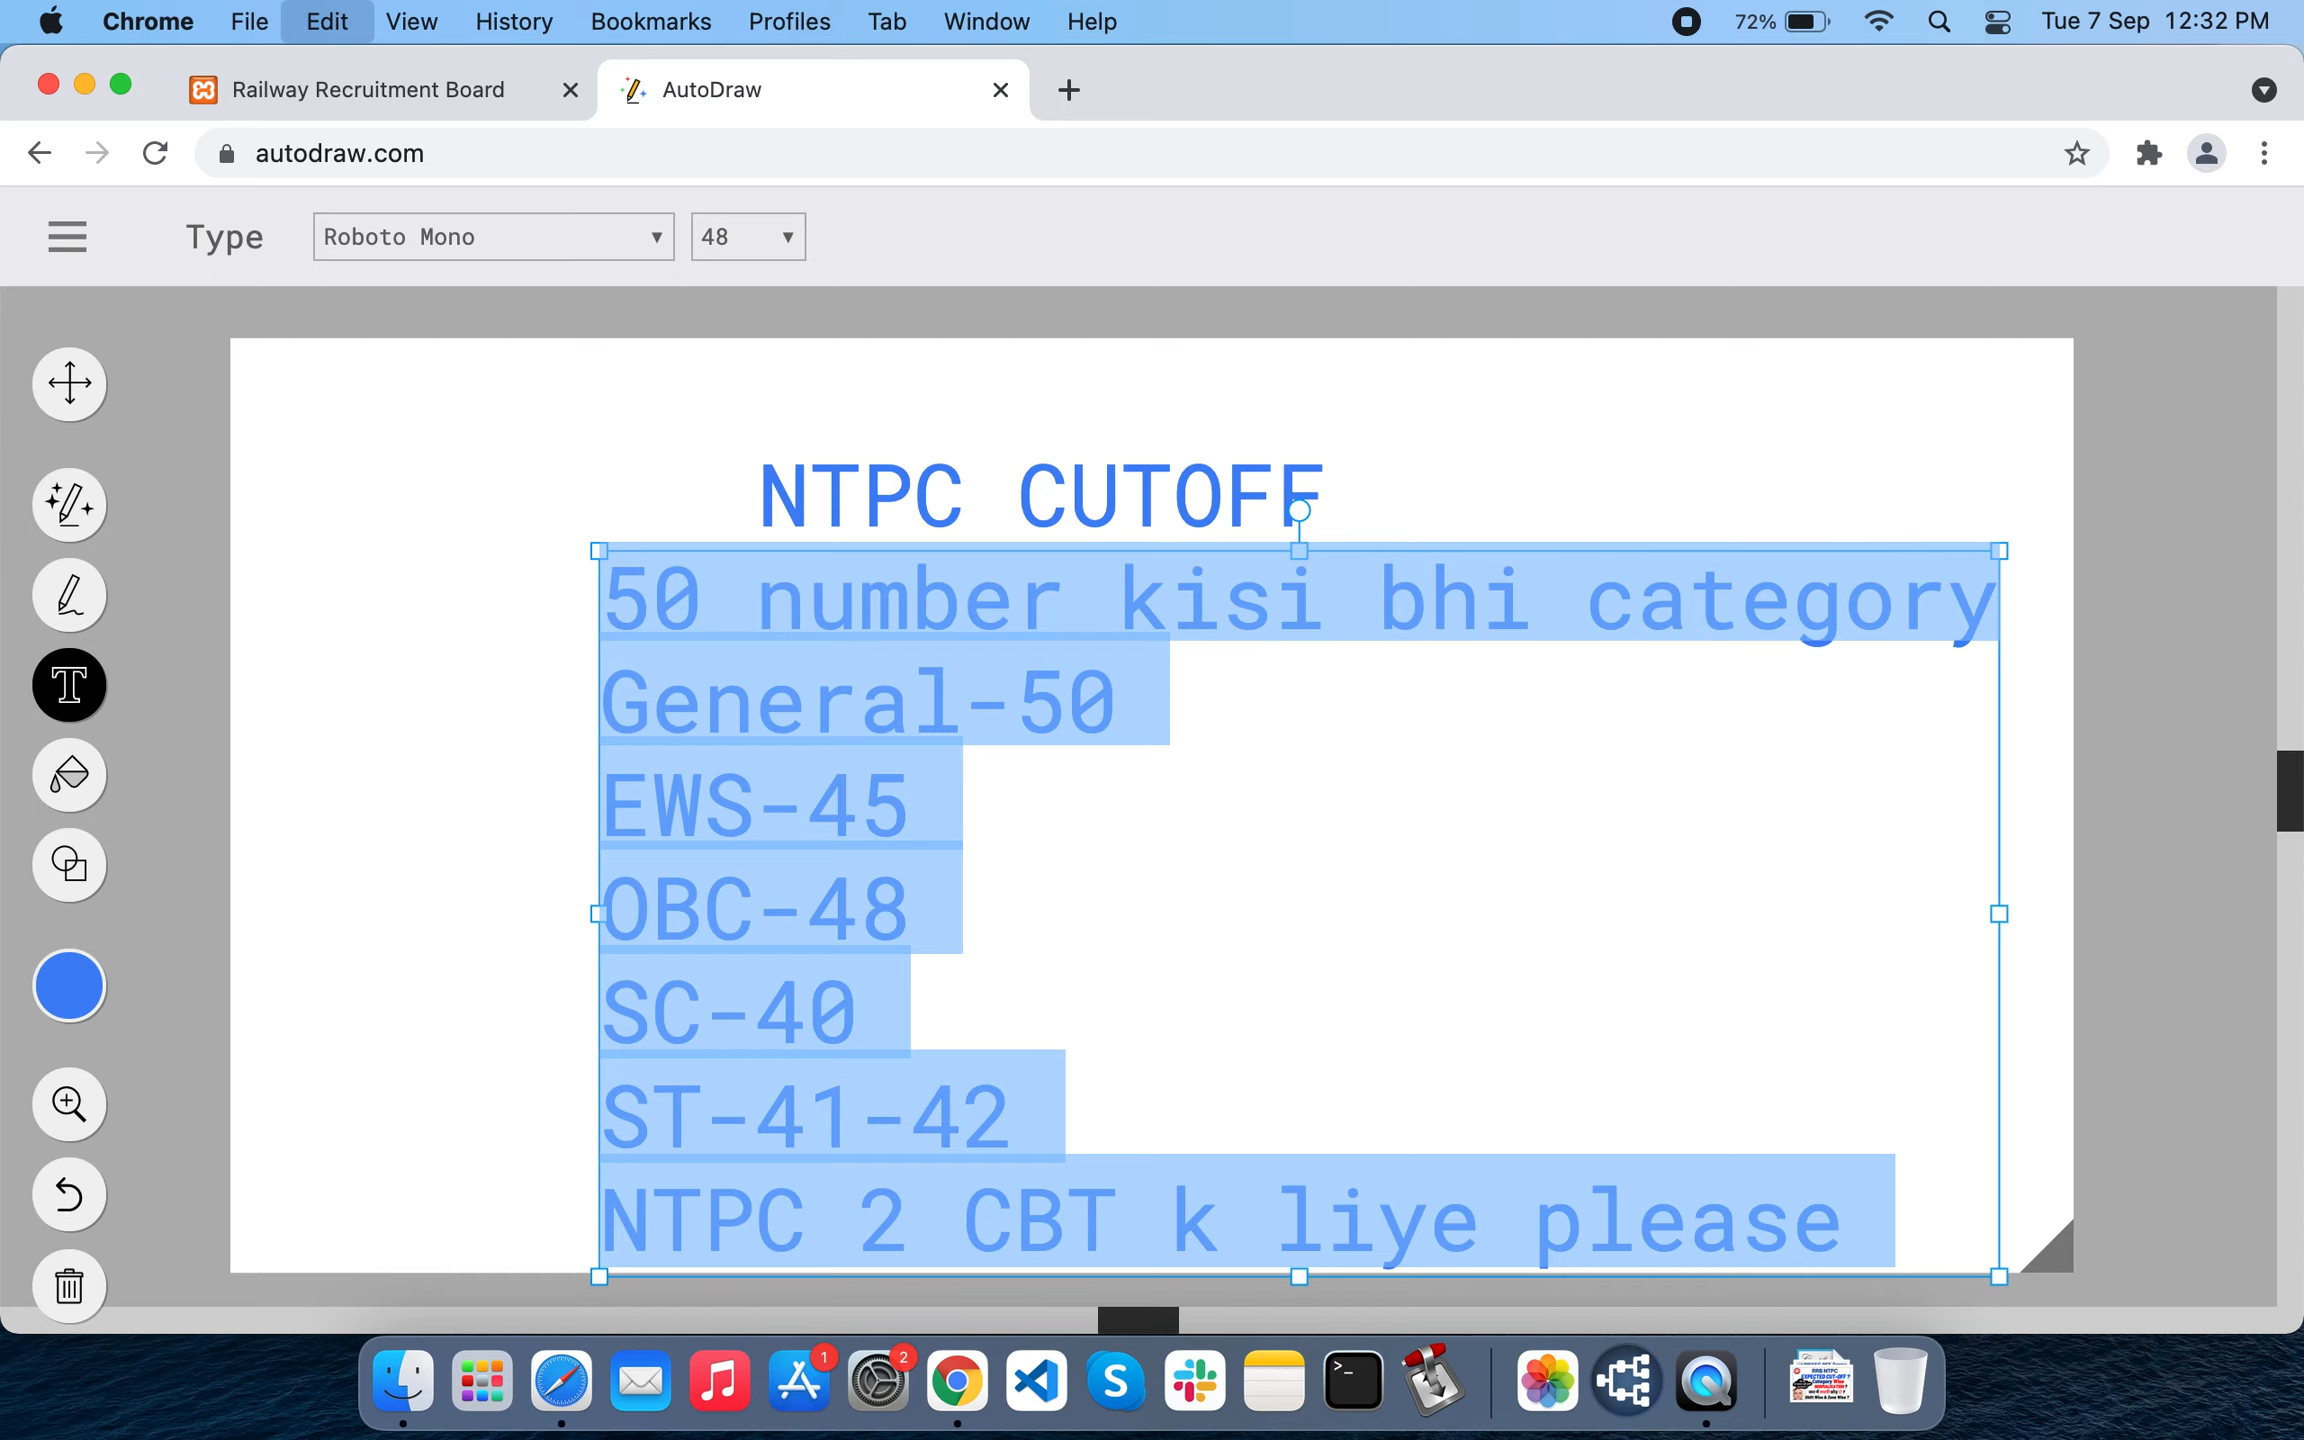 Chrome File Edit View History Bookmarks Profiles Tab Window Help 72% Tue 7 Sep 12:32 PM
Railway Recruitment Board AutoDraw
autodraw.com
Type Roboto Mono 48
NTPC CUTOFF
50 number kisi bhi category
General-50
EWS-45
OBC-48
SC-40
ST-41-42
NTPC 2 CBT k liye please
1 2